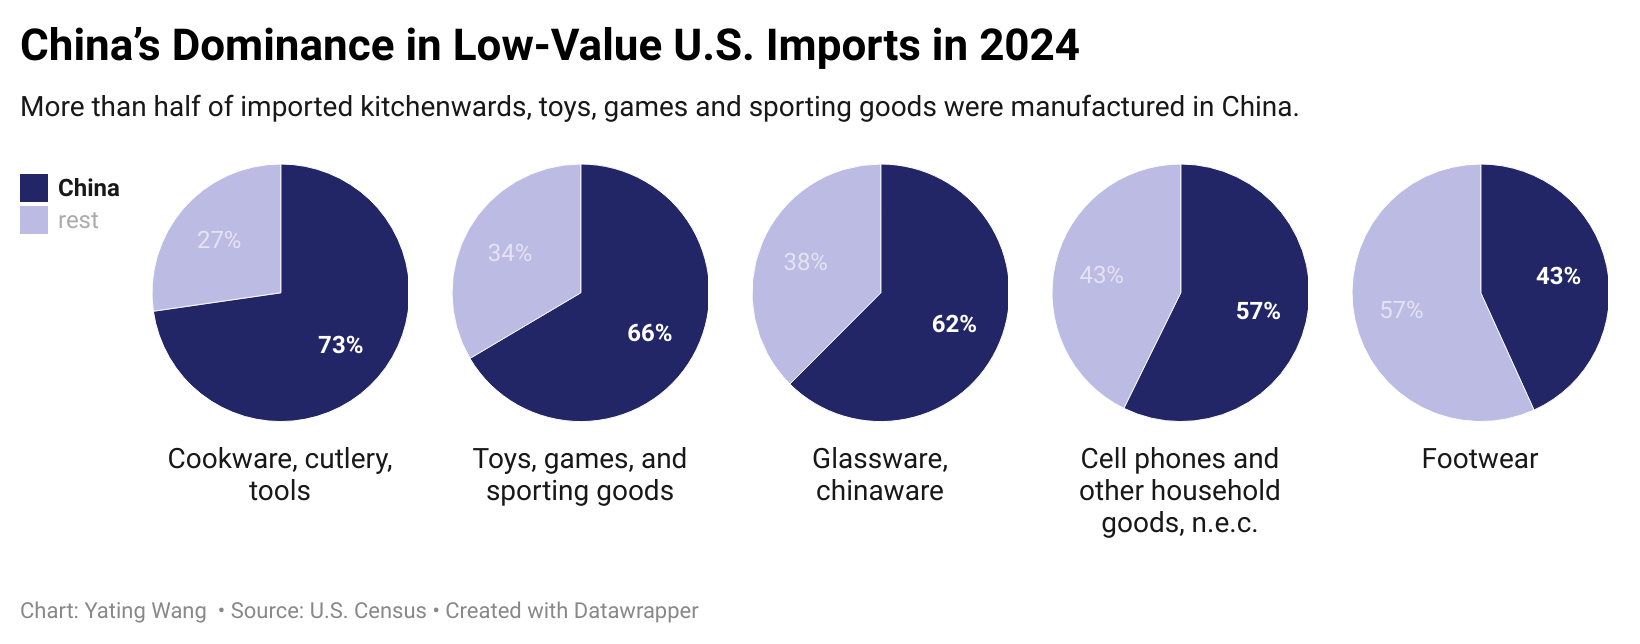 China’s Dominance in Low-Value U.S. Imports in 2024
More than half of imported kitchenwards, toys, games and sporting goods were manufactured in China.
China
rest
27%
73%
Cookware, cutlery,
tools
34%
66%
Toys, games, and
sporting goods
38%
62%
Glassware,
chinaware
43%
57%
Cell phones and
other household
goods, n.e.c.
57%
43%
Footwear
Chart: Yating Wang • Source: U.S. Census • Created with Datawrapper